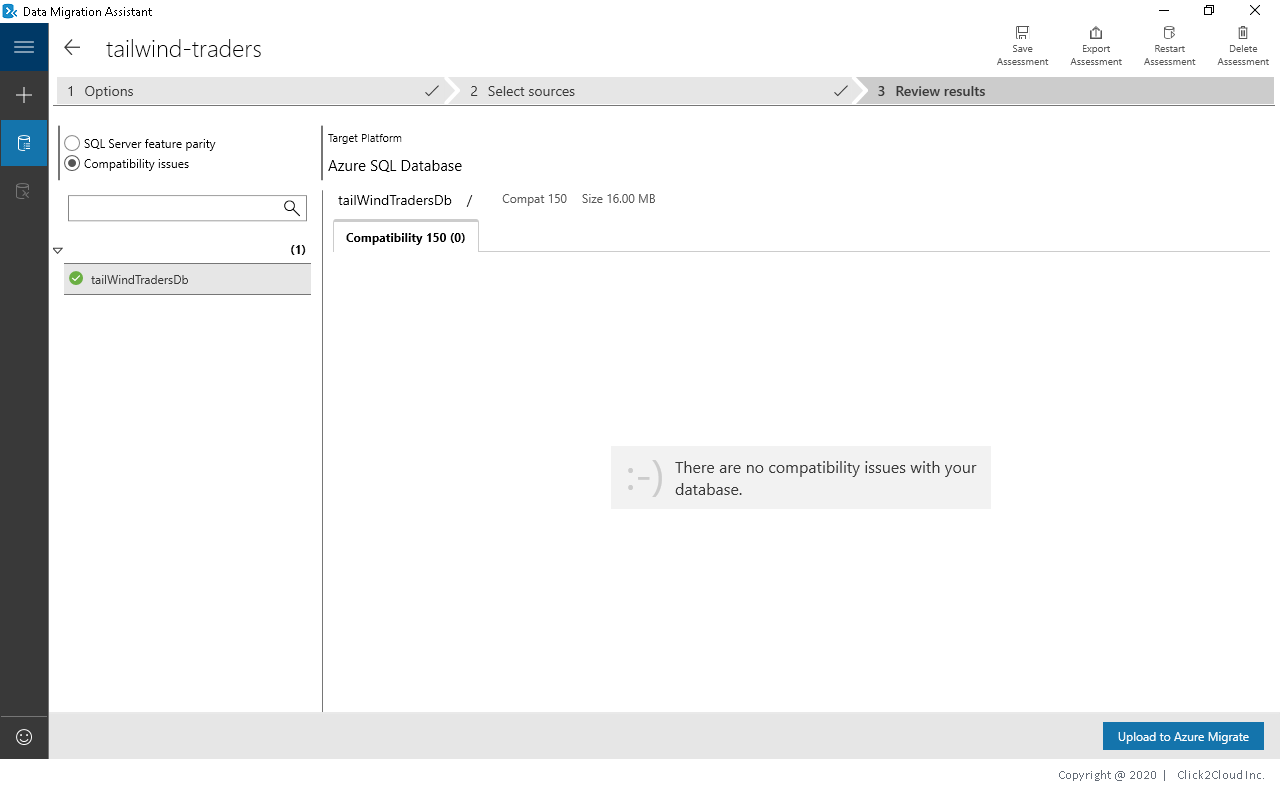 Data Migration Assistant
tailwind-traders
Save
Assessment
Export
Assessment
Restart
Assessment
Delete
Assessment
1 Options
2 Select sources
3 Review results
SQL Server feature parity
Compatibility issues
Target Platform
Azure SQL Database
tailWindTradersDb / Compat 150 Size 16.00 MB
Compatibility 150 (0)
(1)
tailWindTradersDb
:-)
There are no compatibility issues with your
database.
Upload to Azure Migrate
Copyright @ 2020 | Click2Cloud Inc.